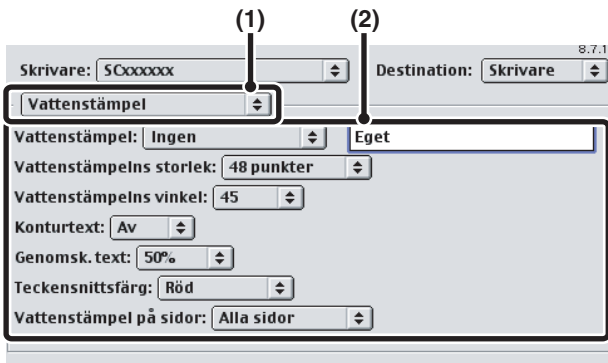 (1) (2)
8.7.1
Skrivare: SCxxxxxx Destination: Skrivare
Vattenstämpel
Vattenstämpel: Ingen Eget
Vattenstämpelns storlek: 48 punkter
Vattenstämpelns vinkel: 45
Konturtext: Av
Genomsk. text: 50%
Teckensnittsfärg: Röd
Vattenstämpel på sidor: Alla sidor